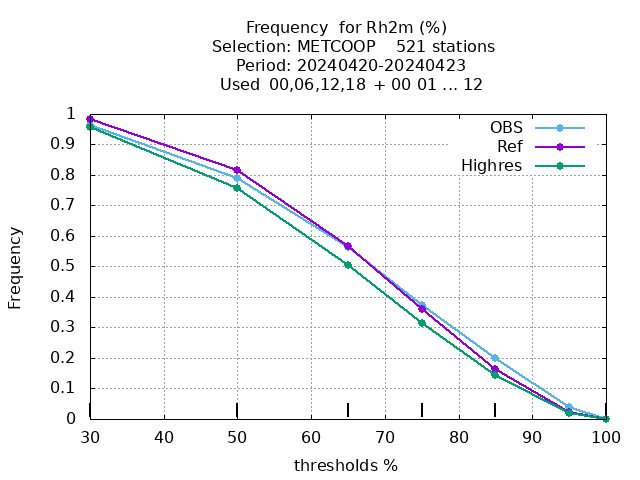 Frequency  for Rh2m (%)
Selection: METCOOP    521 stations
Period: 20240420-20240423
Used  00,06,12,18  + 00 01 ... 12
OBS
Ref
Highres
1
0.9
0.8
0.7
0.6
0.5
0.4
0.3
0.2
0.1
0
Frequency
30 40 50 60 70 80 90 100
thresholds %